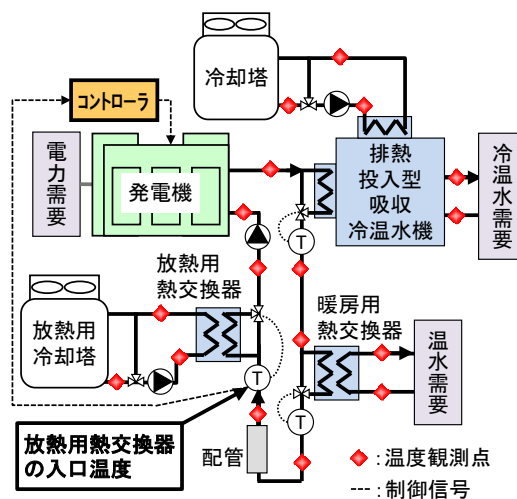 冷却塔
コントローラ
電力需要
発電機
排熱
投入型
吸収
冷温水機
冷温水需要
T
放熱用
熱交換器
放熱用
冷却塔
暖房用
熱交換器
温水需要
T
T
放熱用熱交換器
の入口温度
配管
:温度観測点
:制御信号